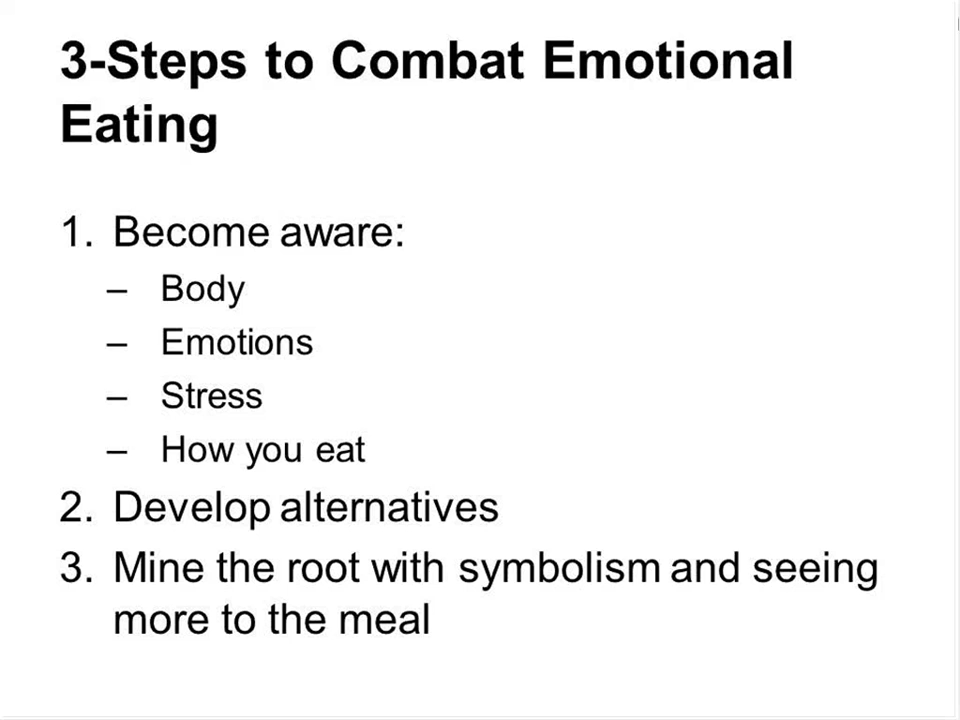 3-Steps to Combat Emotional
Eating
1. Become aware:
– Body
– Emotions
– Stress
– How you eat
2. Develop alternatives
3. Mine the root with symbolism and seeing
more to the meal